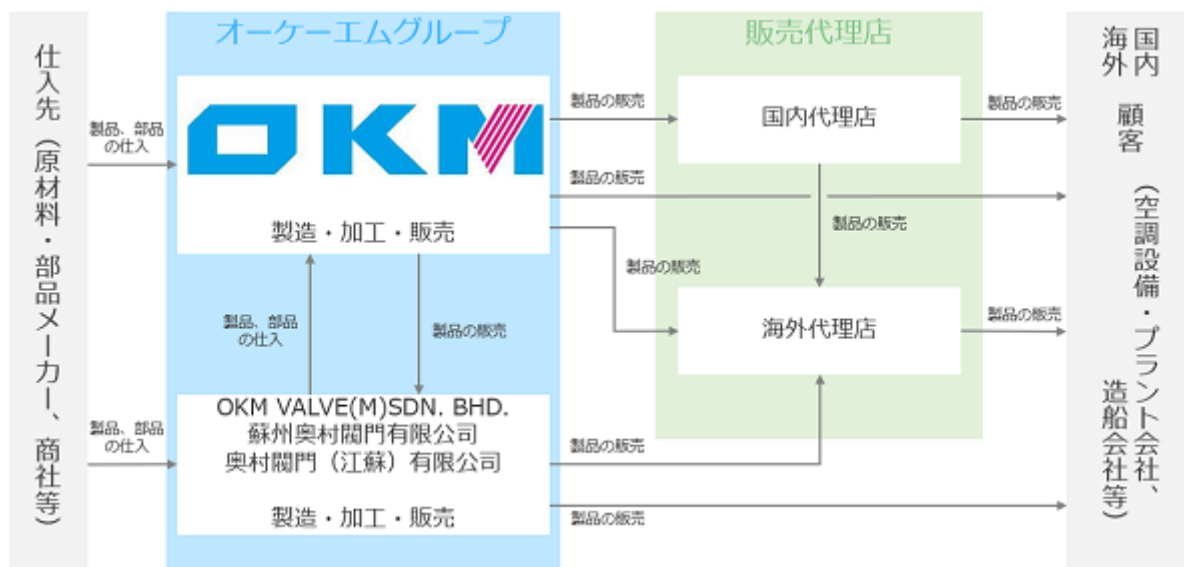 仕入先（原材料・部品メーカー、商社等）
オーケーエムグループ
販売代理店
国内
海外
顧客
（空調設備・プラント会社、
造船会社等）
製品、部品
の仕入
OKM
製造・加工・販売
製品の販売
国内代理店
製品の販売
製品の販売
製品の販売
製品の販売
製品、部品
の仕入
製品の販売
海外代理店
製品の販売
製品、部品
の仕入
OKM VALVE(M)SDN. BHD.
蘇州奥村閥門有限公司
奥村閥門（江蘇）有限公司
製造・加工・販売
製品の販売
製品の販売